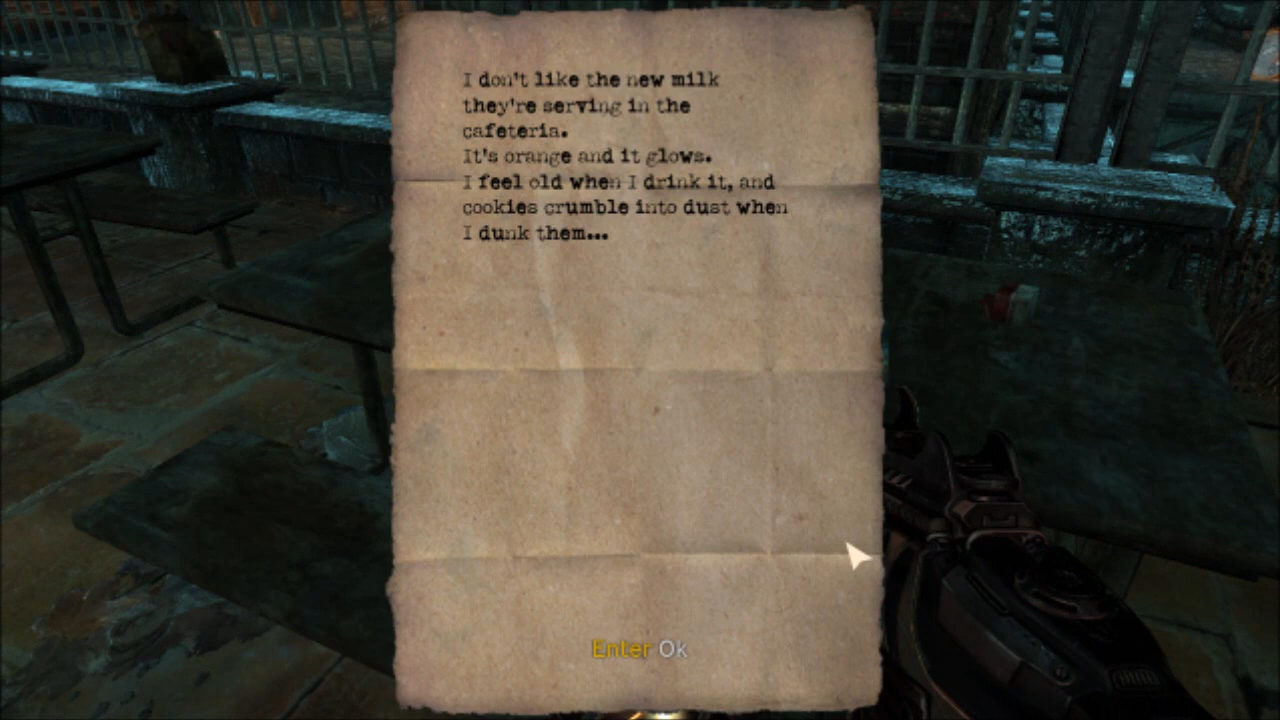 I don't like the new milk
they're serving in the
cafeteria.
It's orange and it glows.
I feel old when I drink it, and
cookies crumble into dust when
I dunk them...
Enter Ok